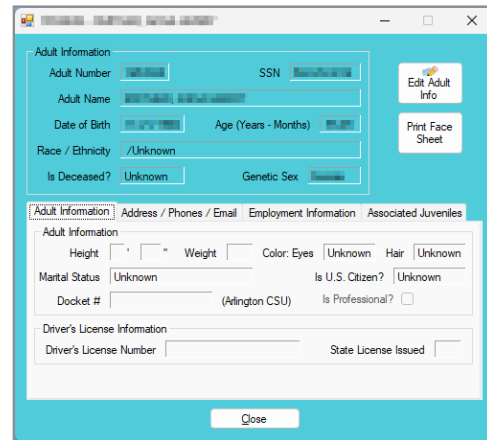 Adult Information
Adult Number SSN
Edit Adult Info
Adult Name
Date of Birth Age (Years - Months)
Print Face Sheet
Race / Ethnicity /Unknown
Is Deceased? Unknown Genetic Sex
Adult Information Address / Phones / Email Employment Information Associated Juveniles
Adult Information
Height ' " Weight Color: Eyes Unknown Hair Unknown
Marital Status Unknown Is U.S. Citizen? Unknown
Docket # (Arlington CSU) Is Professional?
Driver's License Information
Driver's License Number State License Issued
Close